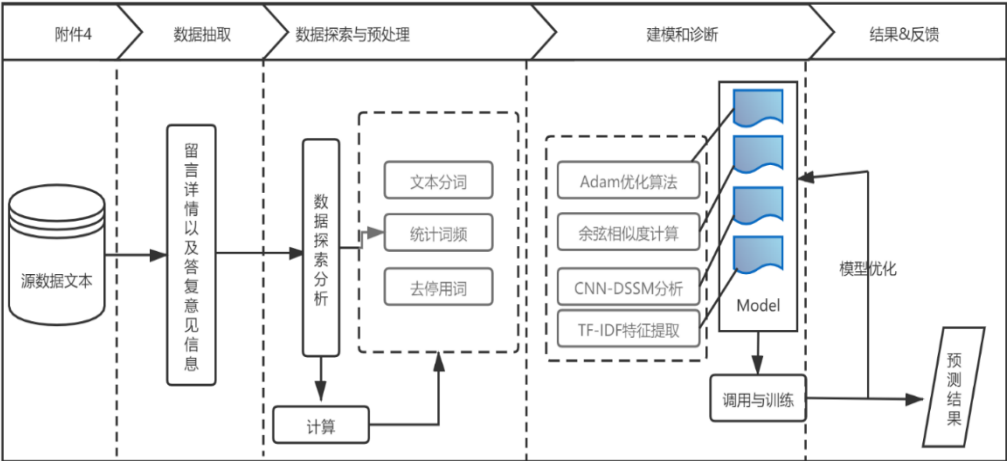 附件4
数据抽取
数据探索与预处理
建模和诊断
结果&反馈
源数据文本
留言详情以及答复意见信息
数据探索分析
计算
文本分词
统计词频
去停用词
Adam优化算法
余弦相似度计算
CNN-DSSM分析
TF-IDF特征提取
Model
调用与训练
模型优化
预测结果